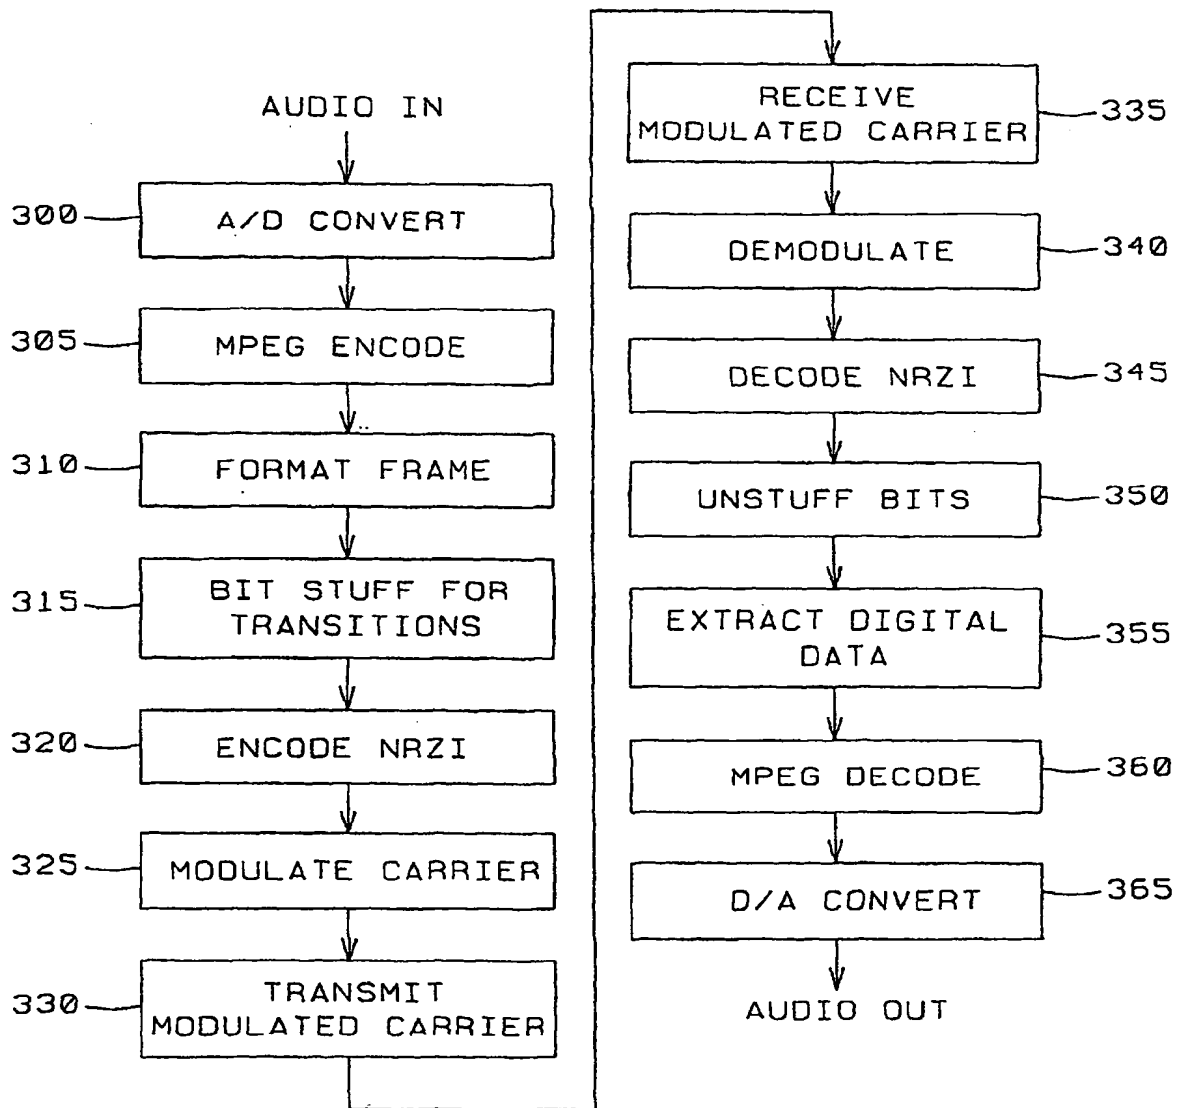 AUDIO IN
300
A/D CONVERT
305
MPEG ENCODE
310
FORMAT FRAME
315
BIT STUFF FOR
TRANSITIONS
320
ENCODE NRZI
325
MODULATE CARRIER
330
TRANSMIT
MODULATED CARRIER
RECEIVE
MODULATED CARRIER
335
DEMODULATE
340
DECODE NRZI
345
UNSTUFF BITS
350
EXTRACT DIGITAL
DATA
355
MPEG DECODE
360
D/A CONVERT
365
AUDIO OUT